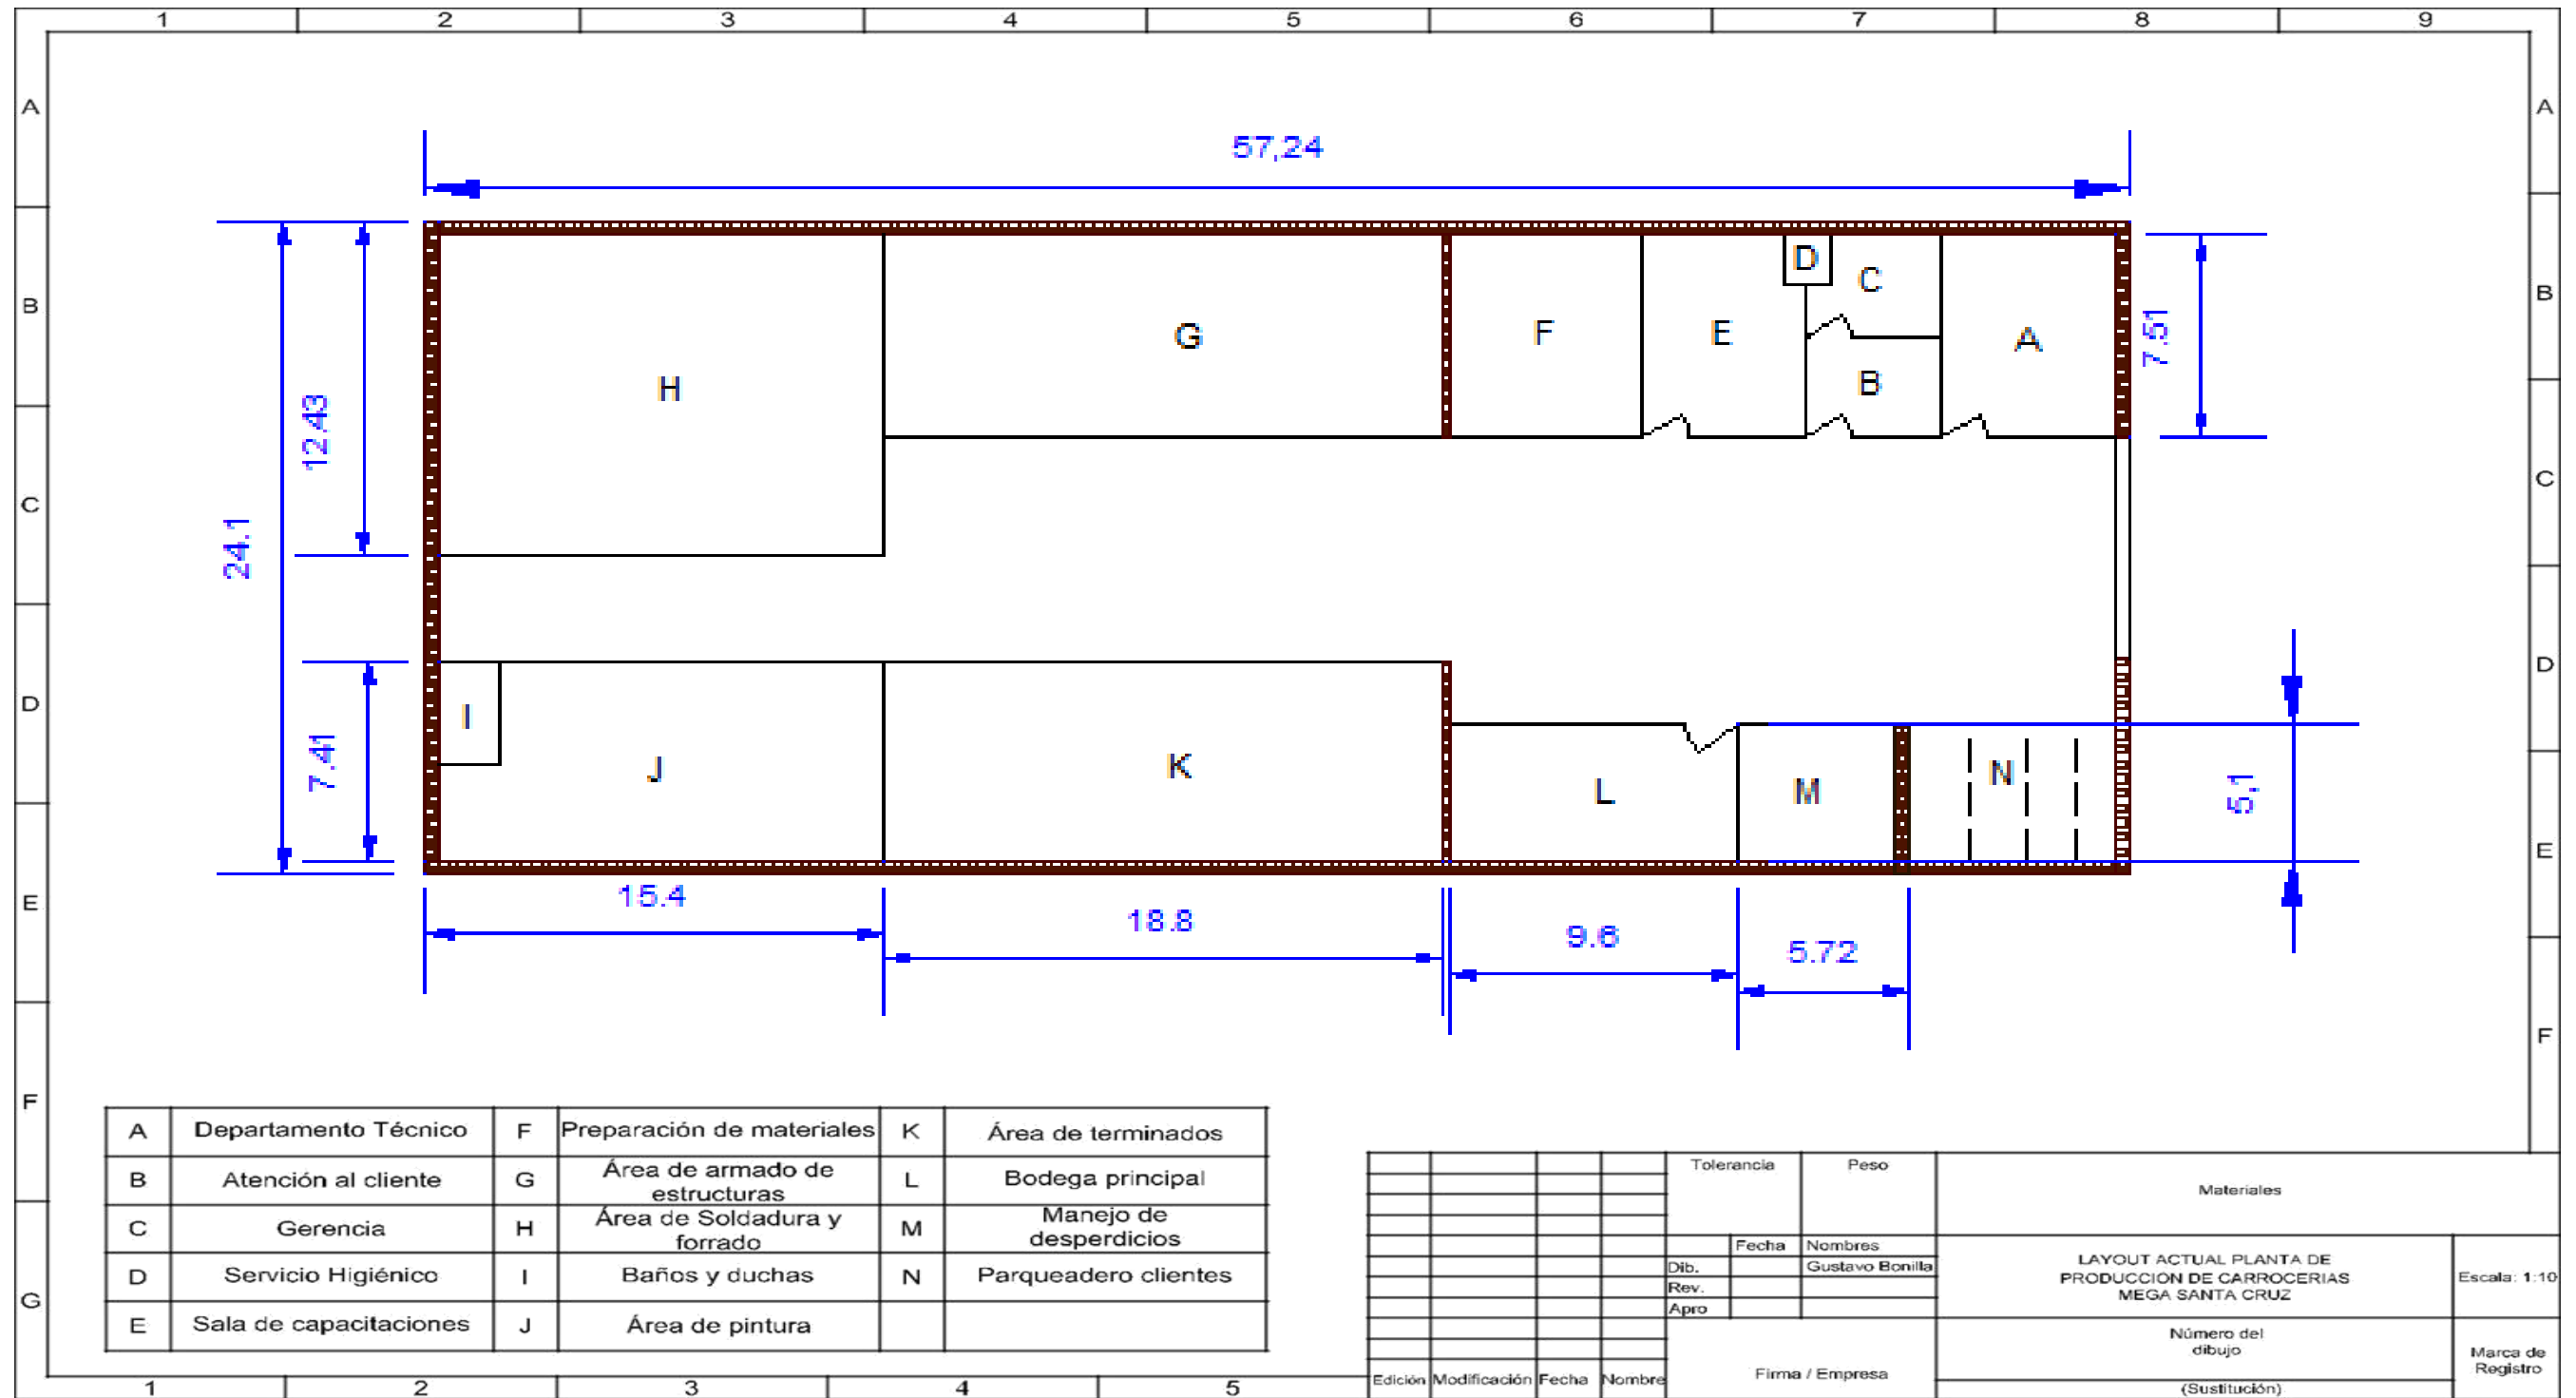 1 2 3 4 5 6 7 8 9
A A
57,24
B B
D
C
H G F E A
B
7.51
12.43
C C
24.1
D D
I
J K L M N
7.41
5,1
E E
15.4
18.8
9.6
5.72
F F
A Departamento Técnico F Preparación de materiales K Área de terminados
B Atención al cliente G Área de armado de
estructuras L Bodega principal
C Gerencia H Área de Soldadura y
forrado M Manejo de
desperdicios
D Servicio Higiénico I Baños y duchas N Parqueadero clientes
E Sala de capacitaciones J Área de pintura
G
Tolerancia Peso
Materiales
Fecha Nombres
Dib. Gustavo Bonilla
Rev.
Apro
LAYOUT ACTUAL PLANTA DE
PRODUCCION DE CARROCERIAS
MEGA SANTA CRUZ
Escala: 1:10
Número del
dibujo
Marca de
Registro
Edición Modificación Fecha Nombre
Firma / Empresa
(Sustitución)
1 2 3 4 5